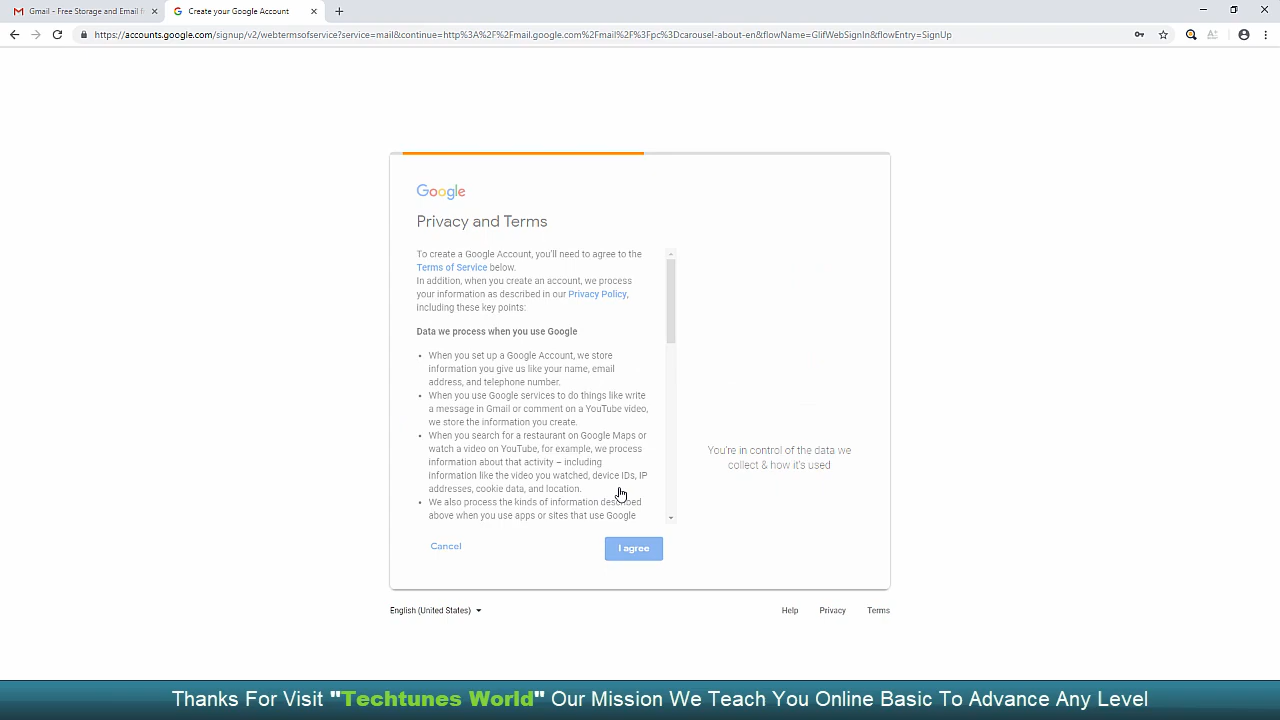 Gmail - Free Storage and Email f
Create your Google Account
https://accounts.google.com/signup/v2/webtermsofservice?service=mail&continue=http%3A%2F%2Fmail.google.com%2Fmail%2F%3Fpc%3Dcarousel-about-en&flowName=GlifWebSignIn&flowEntry=SignUp
Google
Privacy and Terms
To create a Google Account, you'll need to agree to the
Terms of Service below.
In addition, when you create an account, we process
your information as described in our Privacy Policy,
including these key points:
Data we process when you use Google
• When you set up a Google Account, we store
information you give us like your name, email
address, and telephone number.
• When you use Google services to do things like write
a message in Gmail or comment on a YouTube video,
we store the information you create.
• When you search for a restaurant on Google Maps or
watch a video on YouTube, for example, we process
information about that activity – including
information like the video you watched, device IDs, IP
addresses, cookie data, and location.
• We also process the kinds of information described
above when you use apps or sites that use Google
You're in control of the data we
collect & how it's used
Cancel
I agree
English (United States)
Help Privacy Terms
Thanks For Visit "Techtunes World" Our Mission We Teach You Online Basic To Advance Any Level